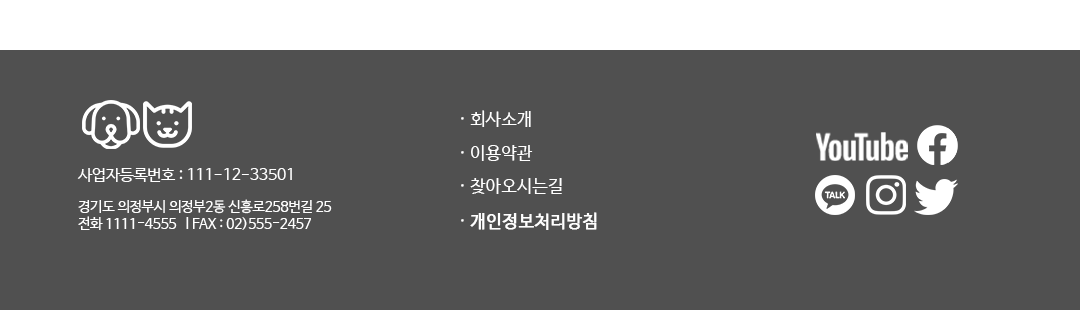 사업자등록번호 : 111-12-33501
경기도 의정부시 의정부2동 신흥로258번길 25
전화 1111-4555 l FAX : 02)555-2457
· 회사소개
· 이용약관
· 찾아오시는길
· 개인정보처리방침
YouTube
TALK